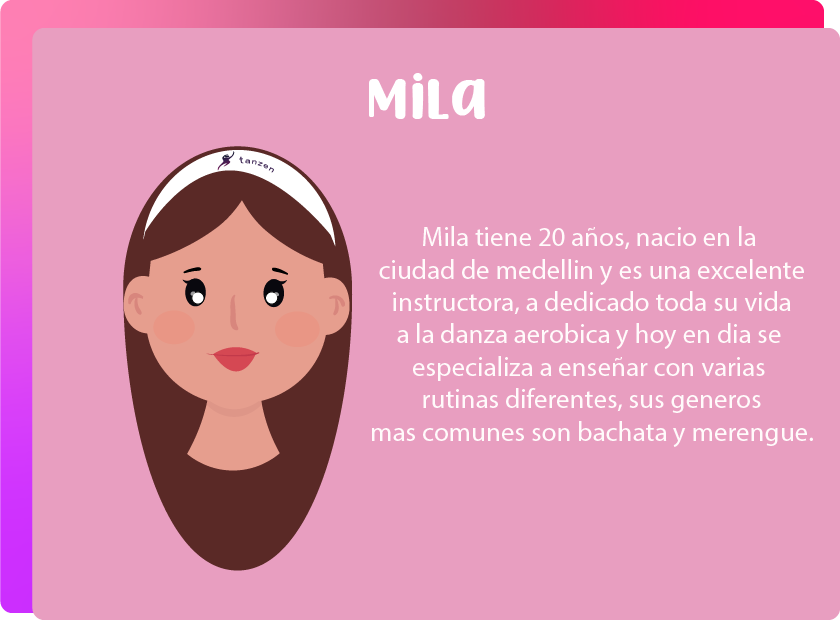 Mila
tanzen
Mila tiene 20 años, nacio en la
ciudad de medellin y es una excelente
instructora, a dedicado toda su vida
a la danza aerobica y hoy en dia se
especializa a enseñar con varias
rutinas diferentes, sus generos
mas comunes son bachata y merengue.